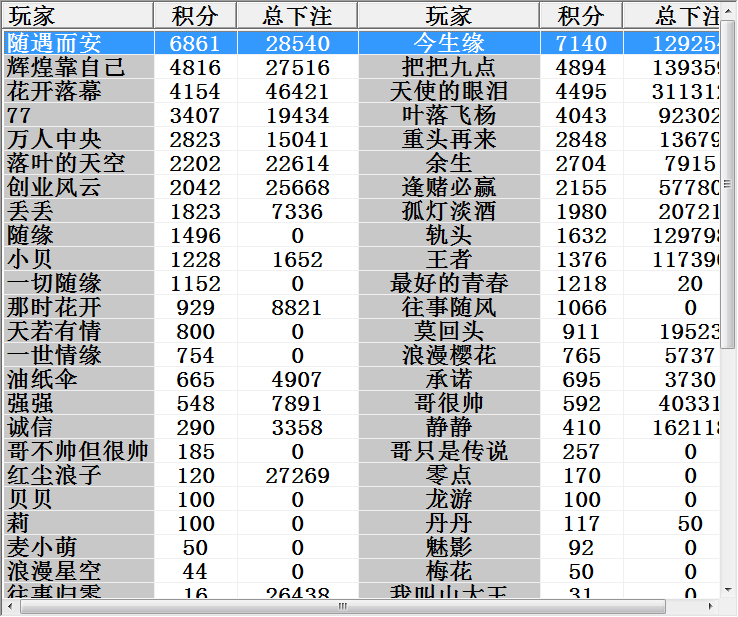 玩家 积分 总下注 玩家 积分 总下注
随遇而安 6861 28540 今生缘 7140 129254
辉煌靠自己 4816 27516 把把九点 4894 139359
花开落幕 4154 46421 天使的眼泪 4495 311312
77 3407 19434 叶落飞杨 4043 92302
万人中央 2823 15041 重头再来 2848 13679
落叶的天空 2202 22614 余生 2704 7915
创业风云 2042 25668 逢赌必赢 2155 57780
丢丢 1823 7336 孤灯淡酒 1980 20721
随缘 1496 0 轨头 1632 129798
小贝 1228 1652 王者 1376 117390
一切随缘 1152 0 最好的青春 1218 20
那时花开 929 8821 往事随风 1066 0
天若有情 800 0 莫回头 911 19523
一世情缘 754 0 浪漫樱花 765 5737
油纸伞 665 4907 承诺 695 3730
强强 548 7891 哥很帅 592 40331
诚信 290 3358 静静 410 162118
哥不帅但很帅 185 0 哥只是传说 257 0
红尘浪子 120 27269 零点 170 0
贝贝 100 0 龙游 100 0
莉 100 0 丹丹 117 50
麦小萌 50 0 魅影 92 0
浪漫星空 44 0 梅花 50 0
往事归零 16 26438 我叫山大王 31 0